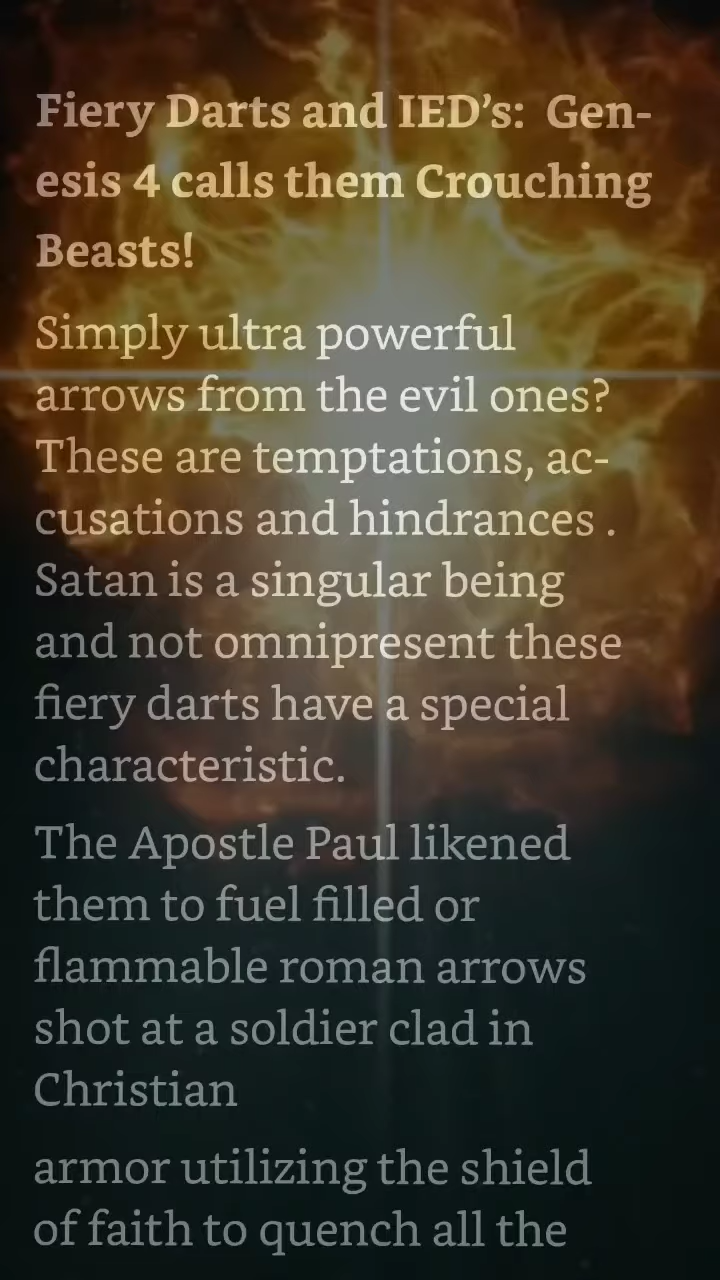 Fiery Darts and IED’s:  Gen-
esis 4 calls them Crouching
Beasts!
Simply ultra powerful
arrows from the evil ones?
These are temptations, ac-
cusations and hindrances .
Satan is a singular being
and not omnipresent these
fiery darts have a special
characteristic.
The Apostle Paul likened
them to fuel filled or
flammable roman arrows
shot at a soldier clad in
Christian
armor utilizing the shield
of faith to quench all the